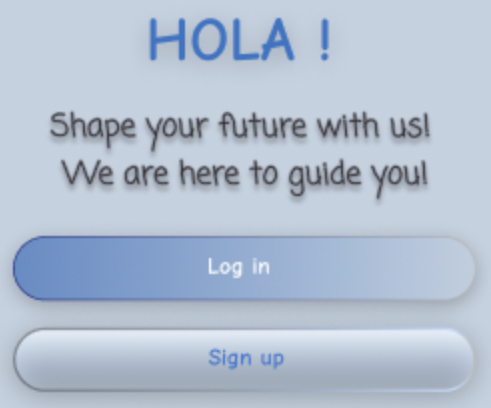 HOLA !
Shape your future with us!
We are here to guide you!
Log in
Sign up